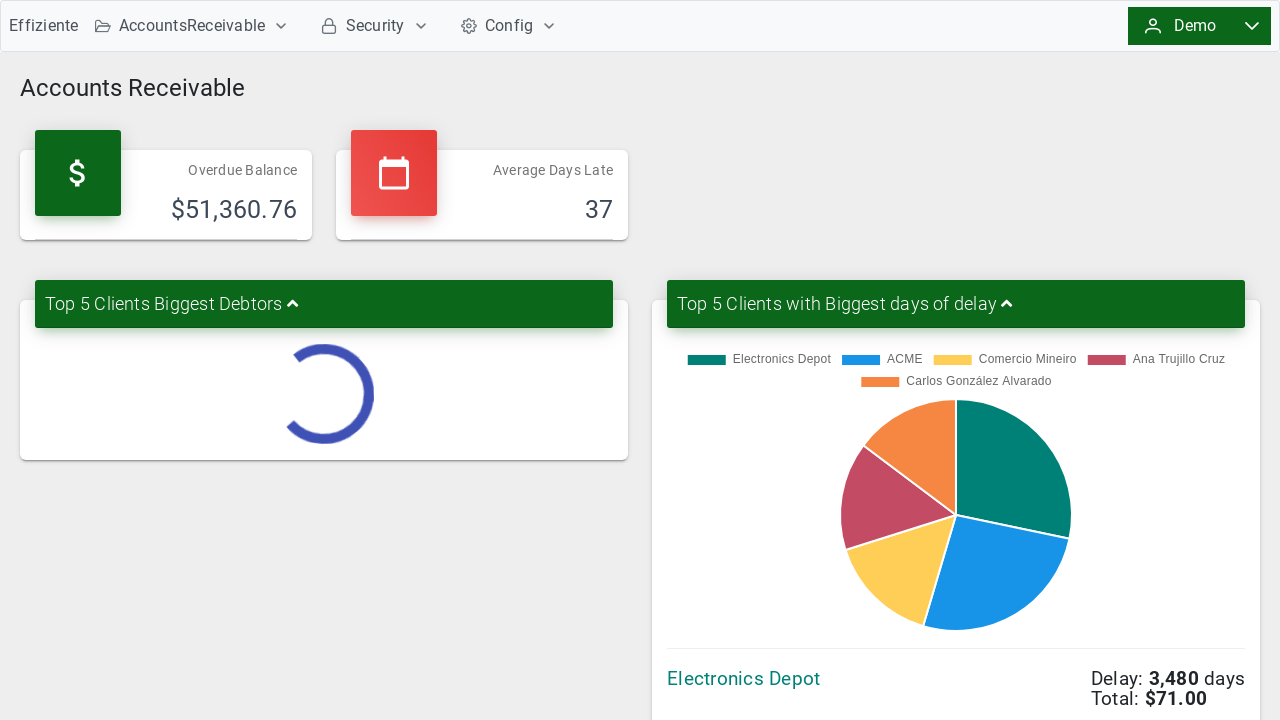 Effiziente AccountsReceivable Security Config Demo
Accounts Receivable
Overdue Balance
$51,360.76
Average Days Late
37
Top 5 Clients Biggest Debtors
Top 5 Clients with Biggest days of delay
Electronics Depot ACME Comercio Mineiro Ana Trujillo Cruz
Carlos González Alvarado
Electronics Depot
Delay: 3,480 days
Total: $71.00